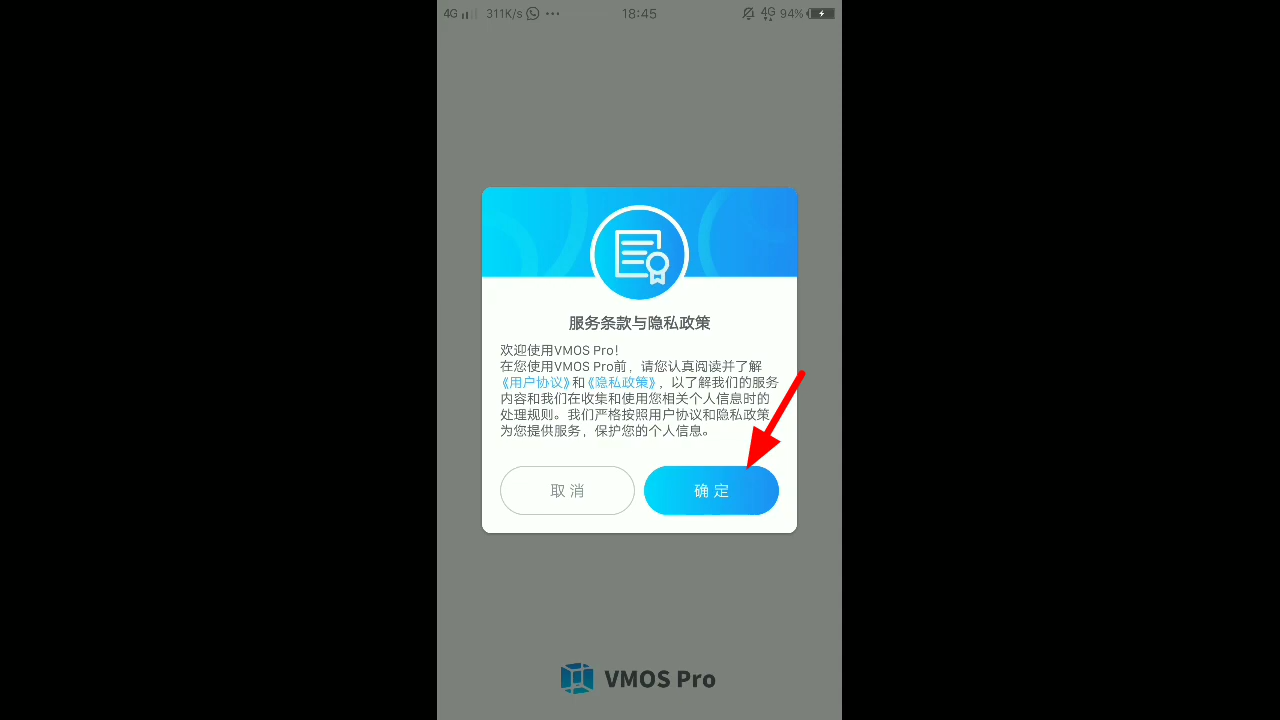 4G 311K/s 18:45 4G 94%
服务条款与隐私政策
欢迎使用VMOS Pro！
在您使用VMOS Pro前，请您认真阅读并了解
《用户协议》和《隐私政策》，以了解我们的服务
内容和我们在收集和使用您相关个人信息时的
处理规则。我们严格按照用户协议和隐私政策
为您提供服务，保护您的个人信息。
取消 确定
VMOS Pro